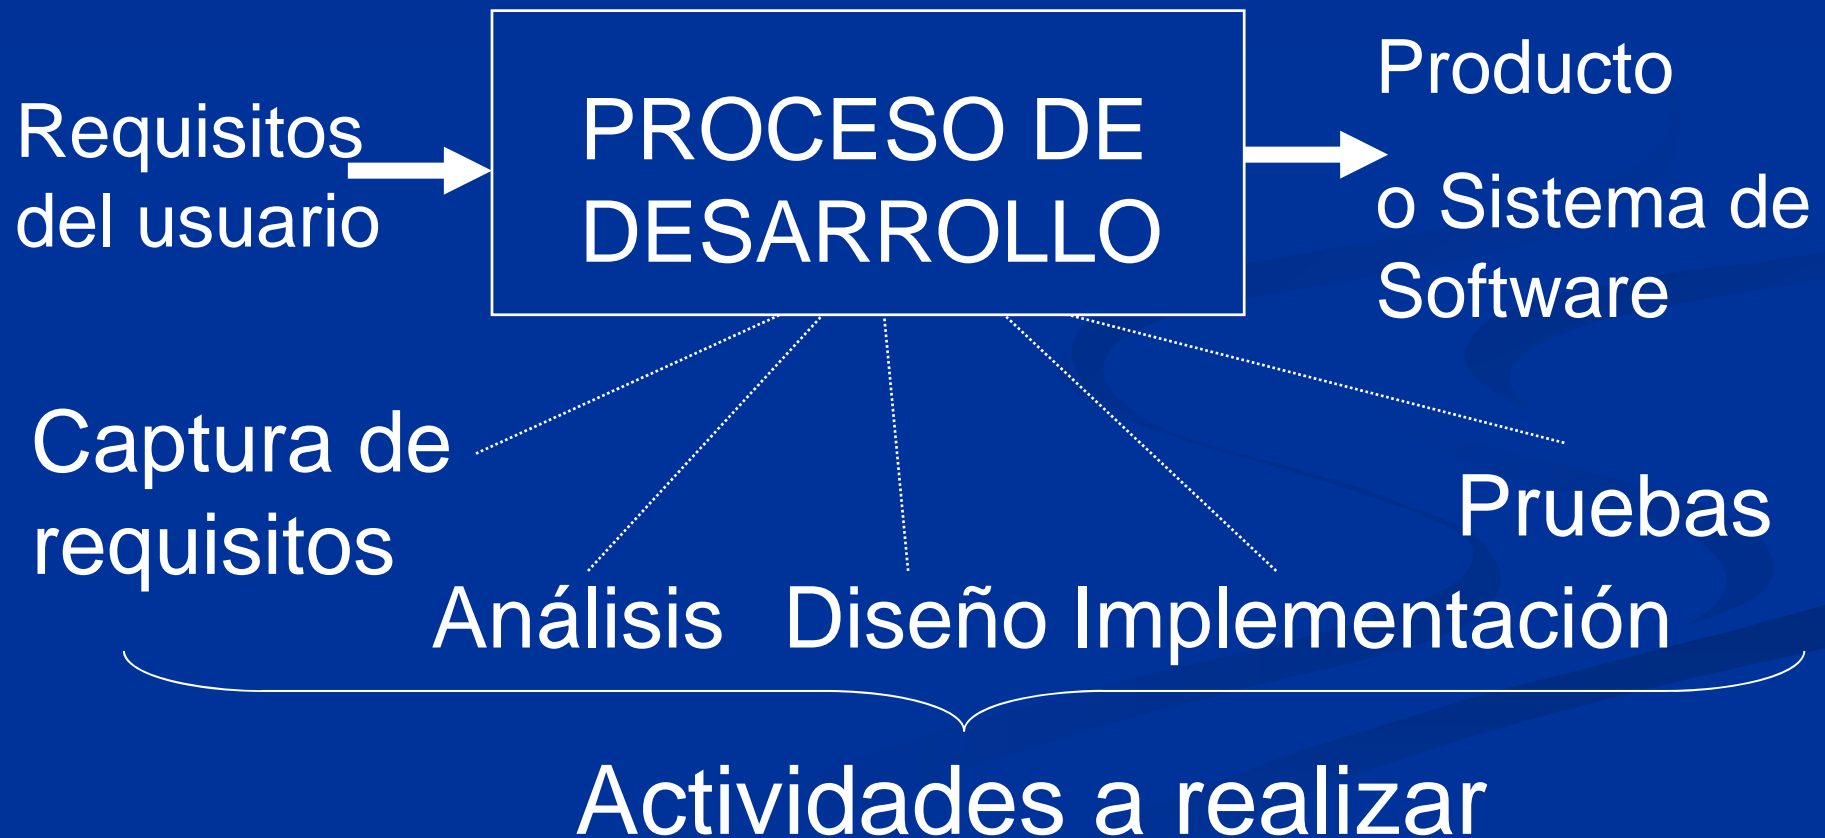 Requisitos
del usuario
PROCESO DE
DESARROLLO
Producto
o Sistema de
Software
Captura de
requisitos
Análisis
Diseño
Implementación
Pruebas
Actividades a realizar